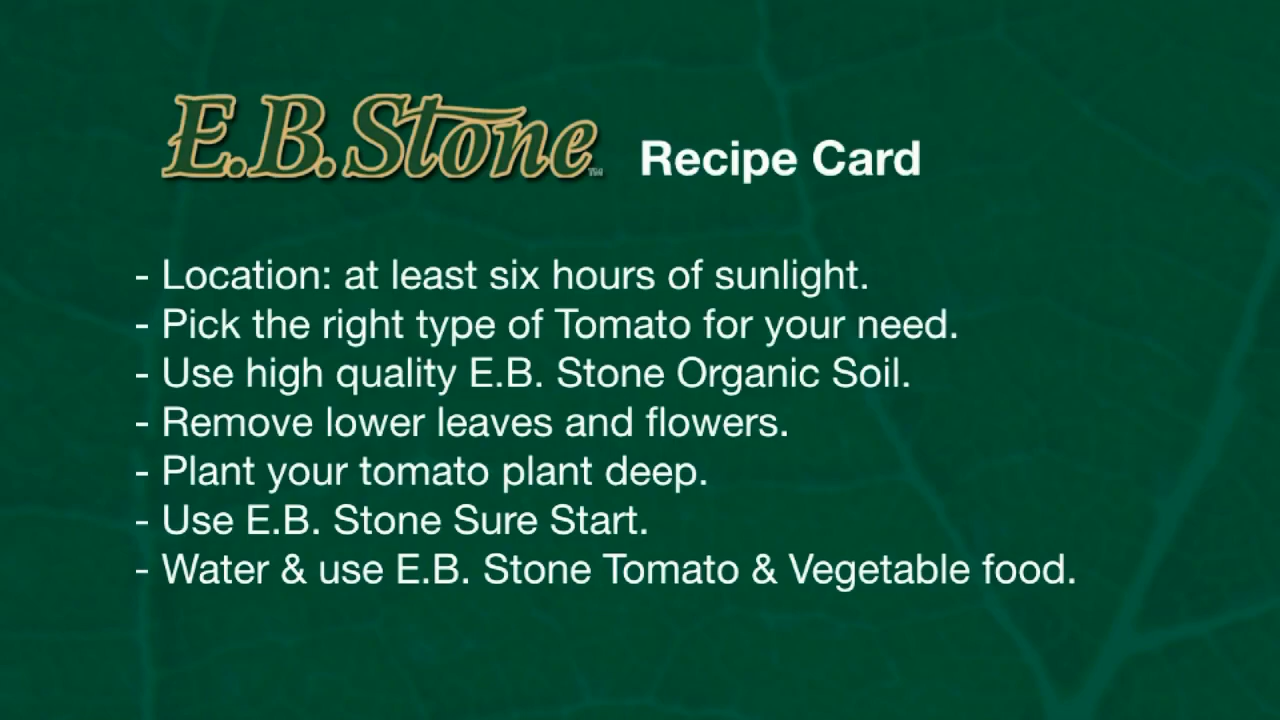 E.B. Stone™ Recipe Card
- Location: at least six hours of sunlight.
- Pick the right type of Tomato for your need.
- Use high quality E.B. Stone Organic Soil.
- Remove lower leaves and flowers.
- Plant your tomato plant deep.
- Use E.B. Stone Sure Start.
- Water & use E.B. Stone Tomato & Vegetable food.